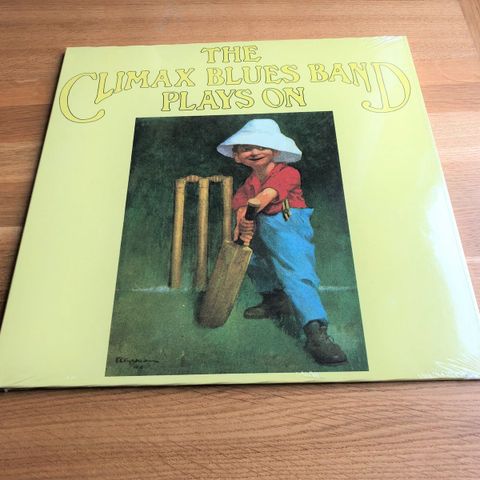 THE
CLIMAX BLUES BAND
PLAYS ON